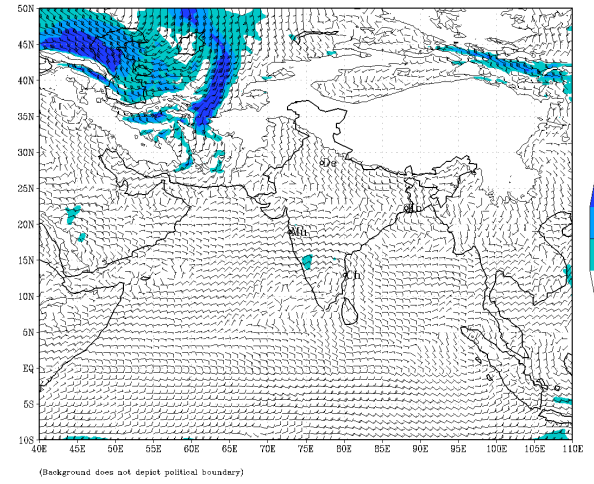 50N
45N
40N
35N
30N
De
25N
20N
Mu
15N
Ch
10N
5N
EQ
5S
10S
40E 45E 50E 55E 60E 65E 70E 75E 80E 85E 90E 95E 100E 105E 110E
(Background does not depict political boundary)